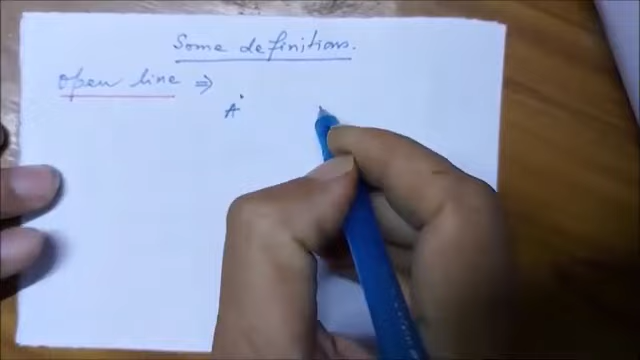 Some definitions.
open line ⇒
A